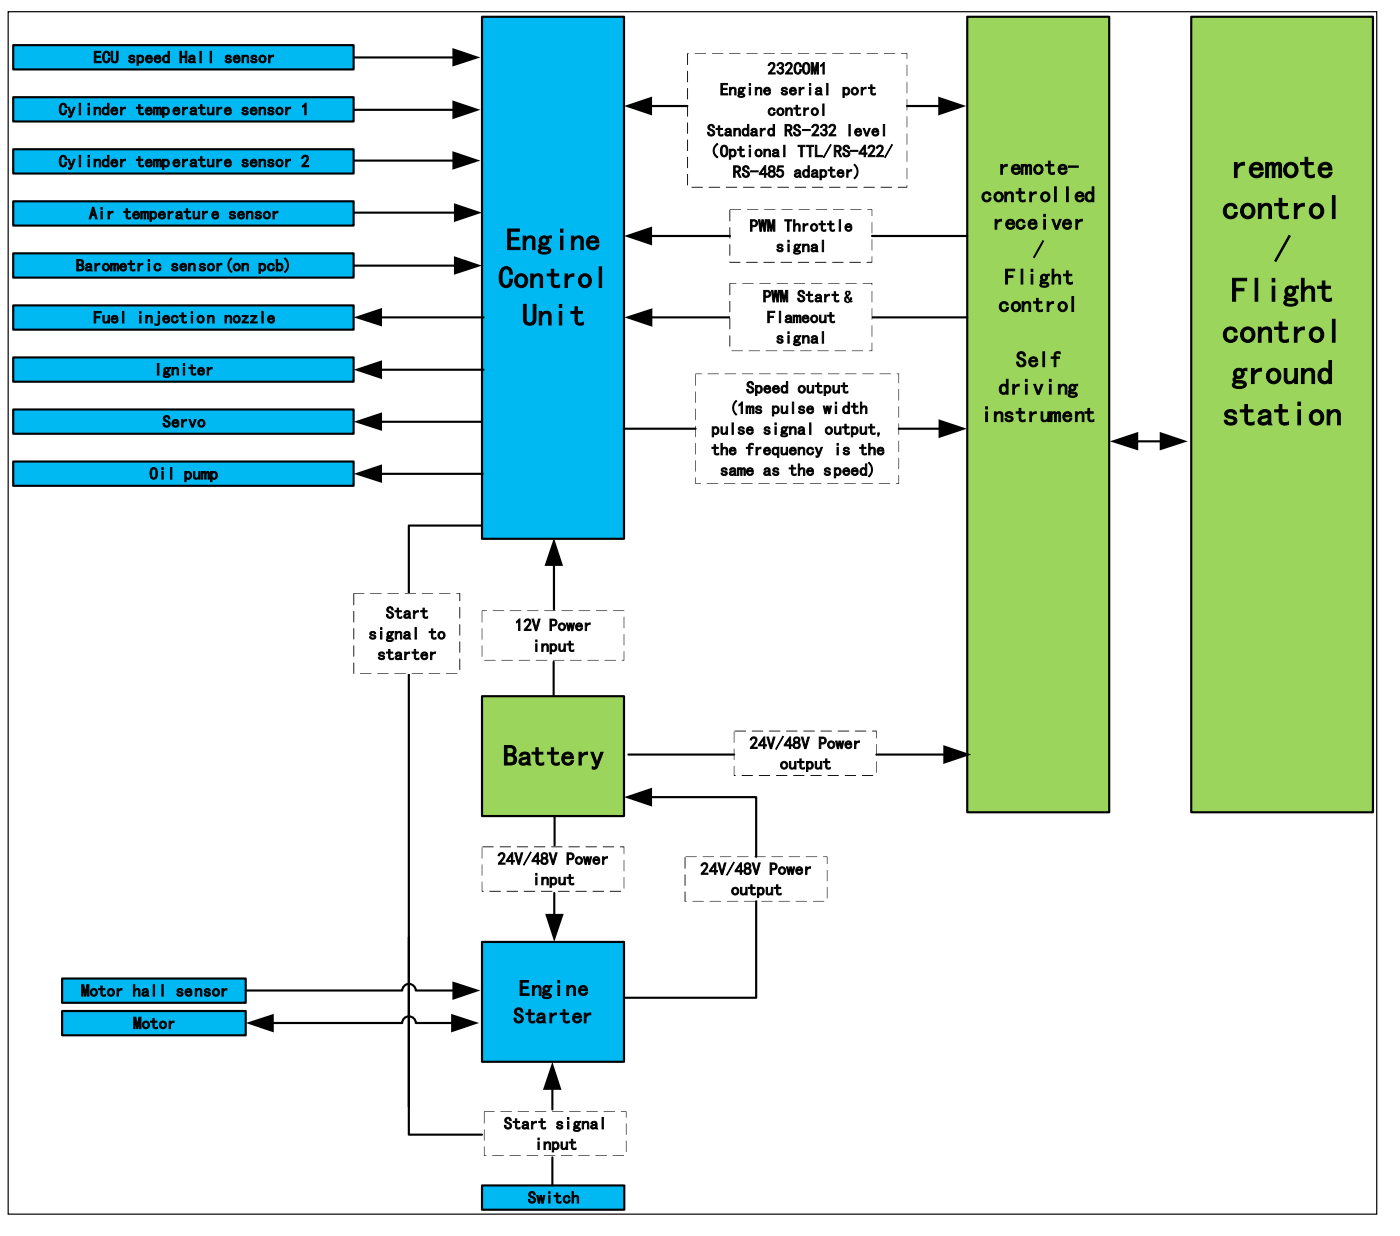 ECU speed Hall sensor
Cylinder temperature sensor 1
Cylinder temperature sensor 2
Air temperature sensor
Barometric sensor(on pcb)
Fuel injection nozzle
Igniter
Servo
Oil pump
Engine
Control
Unit
232COM1
Engine serial port
control
Standard RS-232 level
(Optional TTL/RS-422/
RS-485 adapter)
PWM Throttle
signal
PWM Start&
Flameout
signal
Speed output
(1ms pulse width
pulse signal output,
the frequency is the
same as the speed)
remote-
controlled
receiver
/
Flight
control
Self
driving
instrument
remote
control
/
Flight
control
ground
station
Start
signal to
starter
12V Power
input
Battery
24V/48V Power
output
24V/48V Power
input
24V/48V Power
output
Motor hall sensor
Motor
Engine
Starter
Start signal
input
Switch